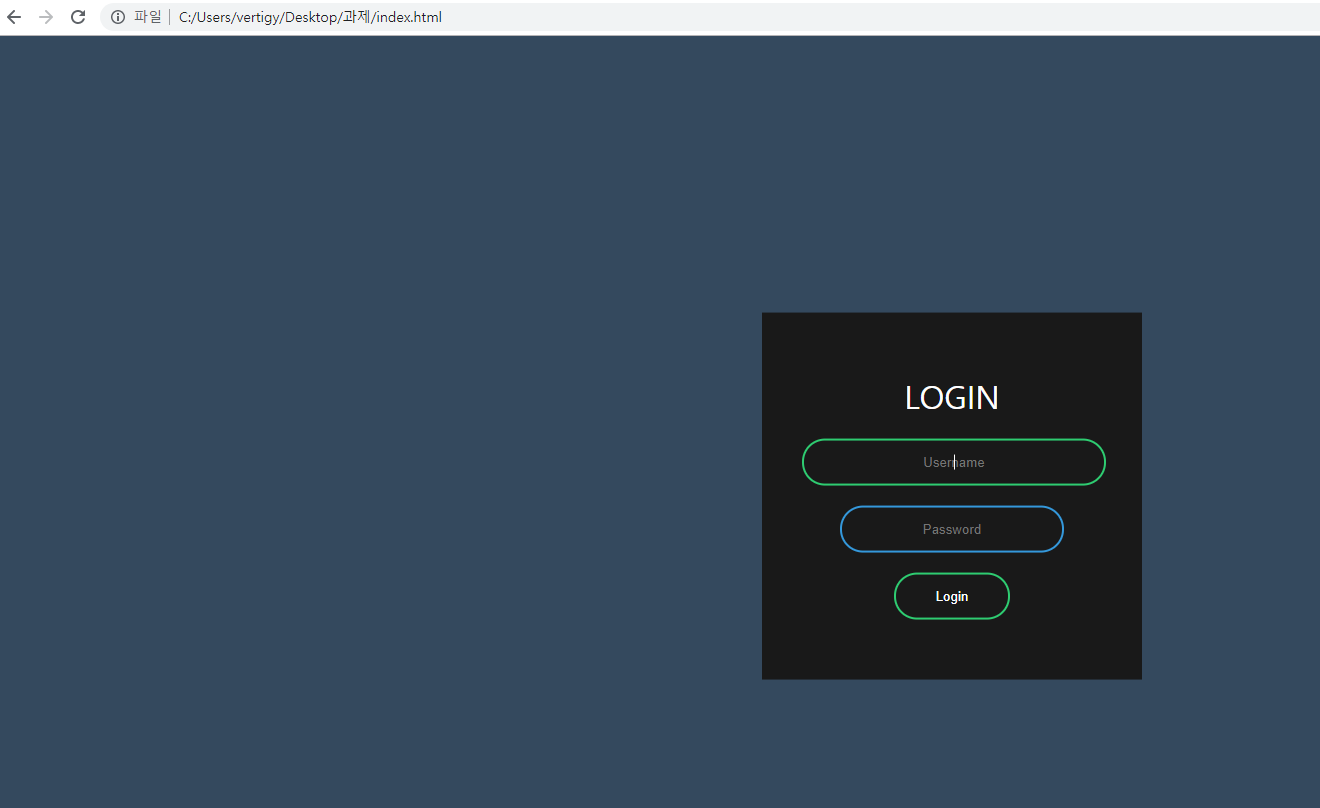 파일 C:/Users/vertigy/Desktop/과제/index.html
LOGIN
Username
Password
Login